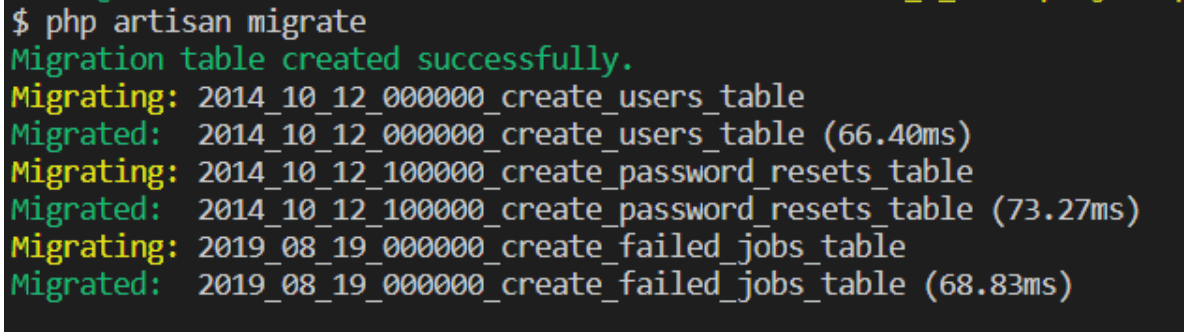 $ php artisan migrate
Migration table created successfully.
Migrating: 2014_10_12_000000_create_users_table
Migrated:  2014_10_12_000000_create_users_table (66.40ms)
Migrating: 2014_10_12_100000_create_password_resets_table
Migrated:  2014_10_12_100000_create_password_resets_table (73.27ms)
Migrating: 2019_08_19_000000_create_failed_jobs_table
Migrated:  2019_08_19_000000_create_failed_jobs_table (68.83ms)